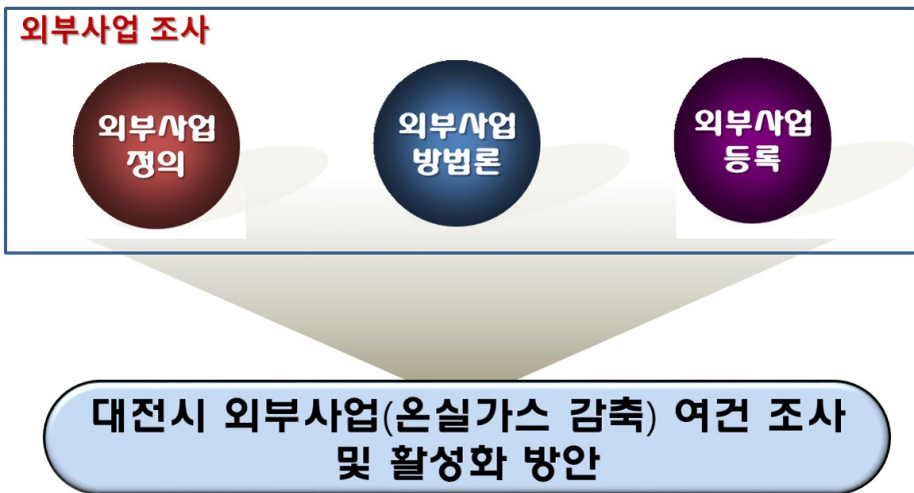 외부사업 조사
외부사업
정의
외부사업
방법론
외부사업
등록
대전시 외부사업(온실가스 감축) 여건 조사
및 활성화 방안